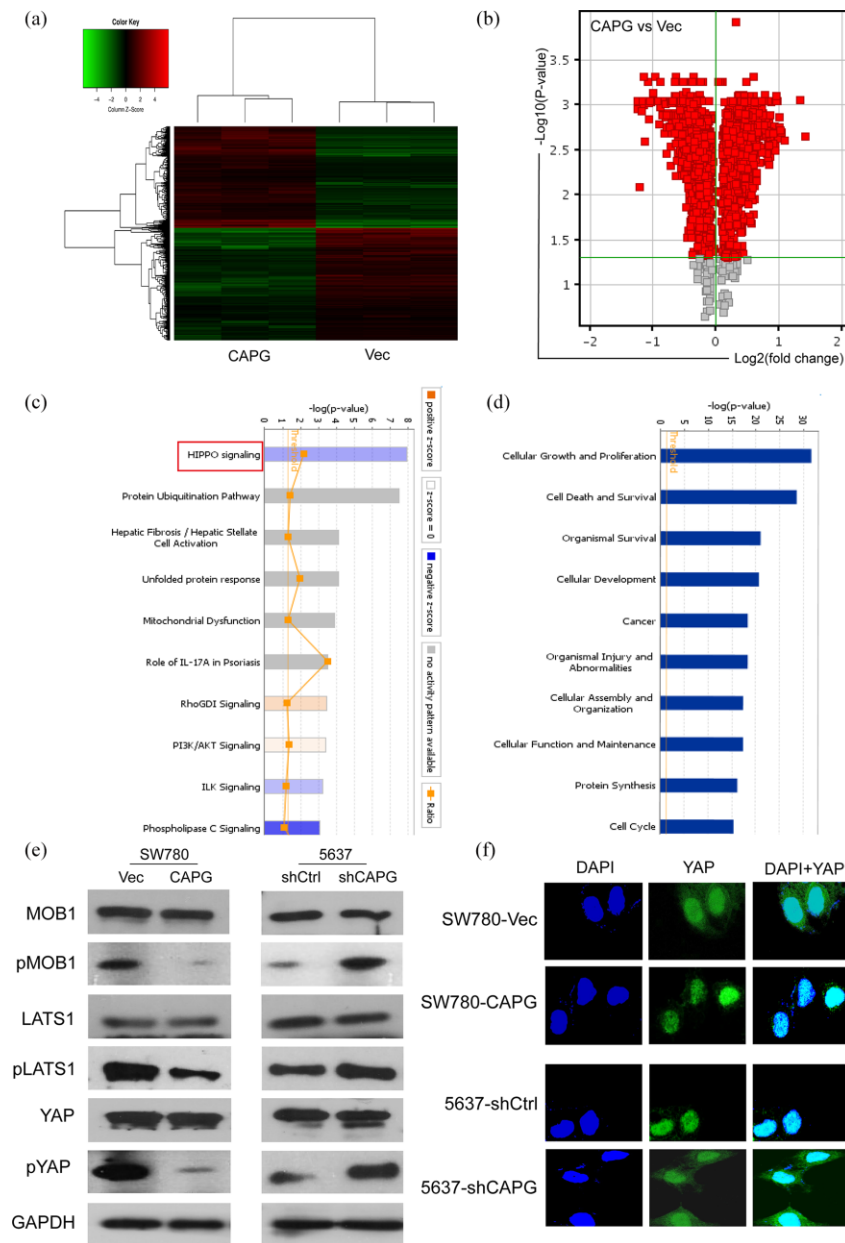 (a)
Color Key
-4 -2 0 2 4
Column Z-Score
CAPG Vec
(b)
CAPG vs Vec
-Log10(P-value)
3.5
3
2.5
2
1.5
1
-2 -1 0 1 2
Log2(fold change)
(c)
-log(p-value)
0 1 2 3 4 5 6 7 8
Threshold
HIPPO signaling
Protein Ubiquitination Pathway
Hepatic Fibrosis / Hepatic Stellate
Cell Activation
Unfolded protein response
Mitochondrial Dysfunction
Role of IL-17A in Psoriasis
RhoGDI Signaling
PI3K/AKT Signaling
ILK Signaling
Phospholipase C Signaling
positive z-score
z-score = 0
negative z-score
no activity pattern available
Ratio
(d)
-log(p-value)
0 5 10 15 20 25 30
Threshold
Cellular Growth and Proliferation
Cell Death and Survival
Organismal Survival
Cellular Development
Cancer
Organismal Injury and
Abnormalities
Cellular Assembly and
Organization
Cellular Function and Maintenance
Protein Synthesis
Cell Cycle
(e)
SW780 5637
Vec CAPG shCtrl shCAPG
MOB1
pMOB1
LATS1
pLATS1
YAP
pYAP
GAPDH
(f)
DAPI YAP DAPI+YAP
SW780-Vec
SW780-CAPG
5637-shCtrl
5637-shCAPG